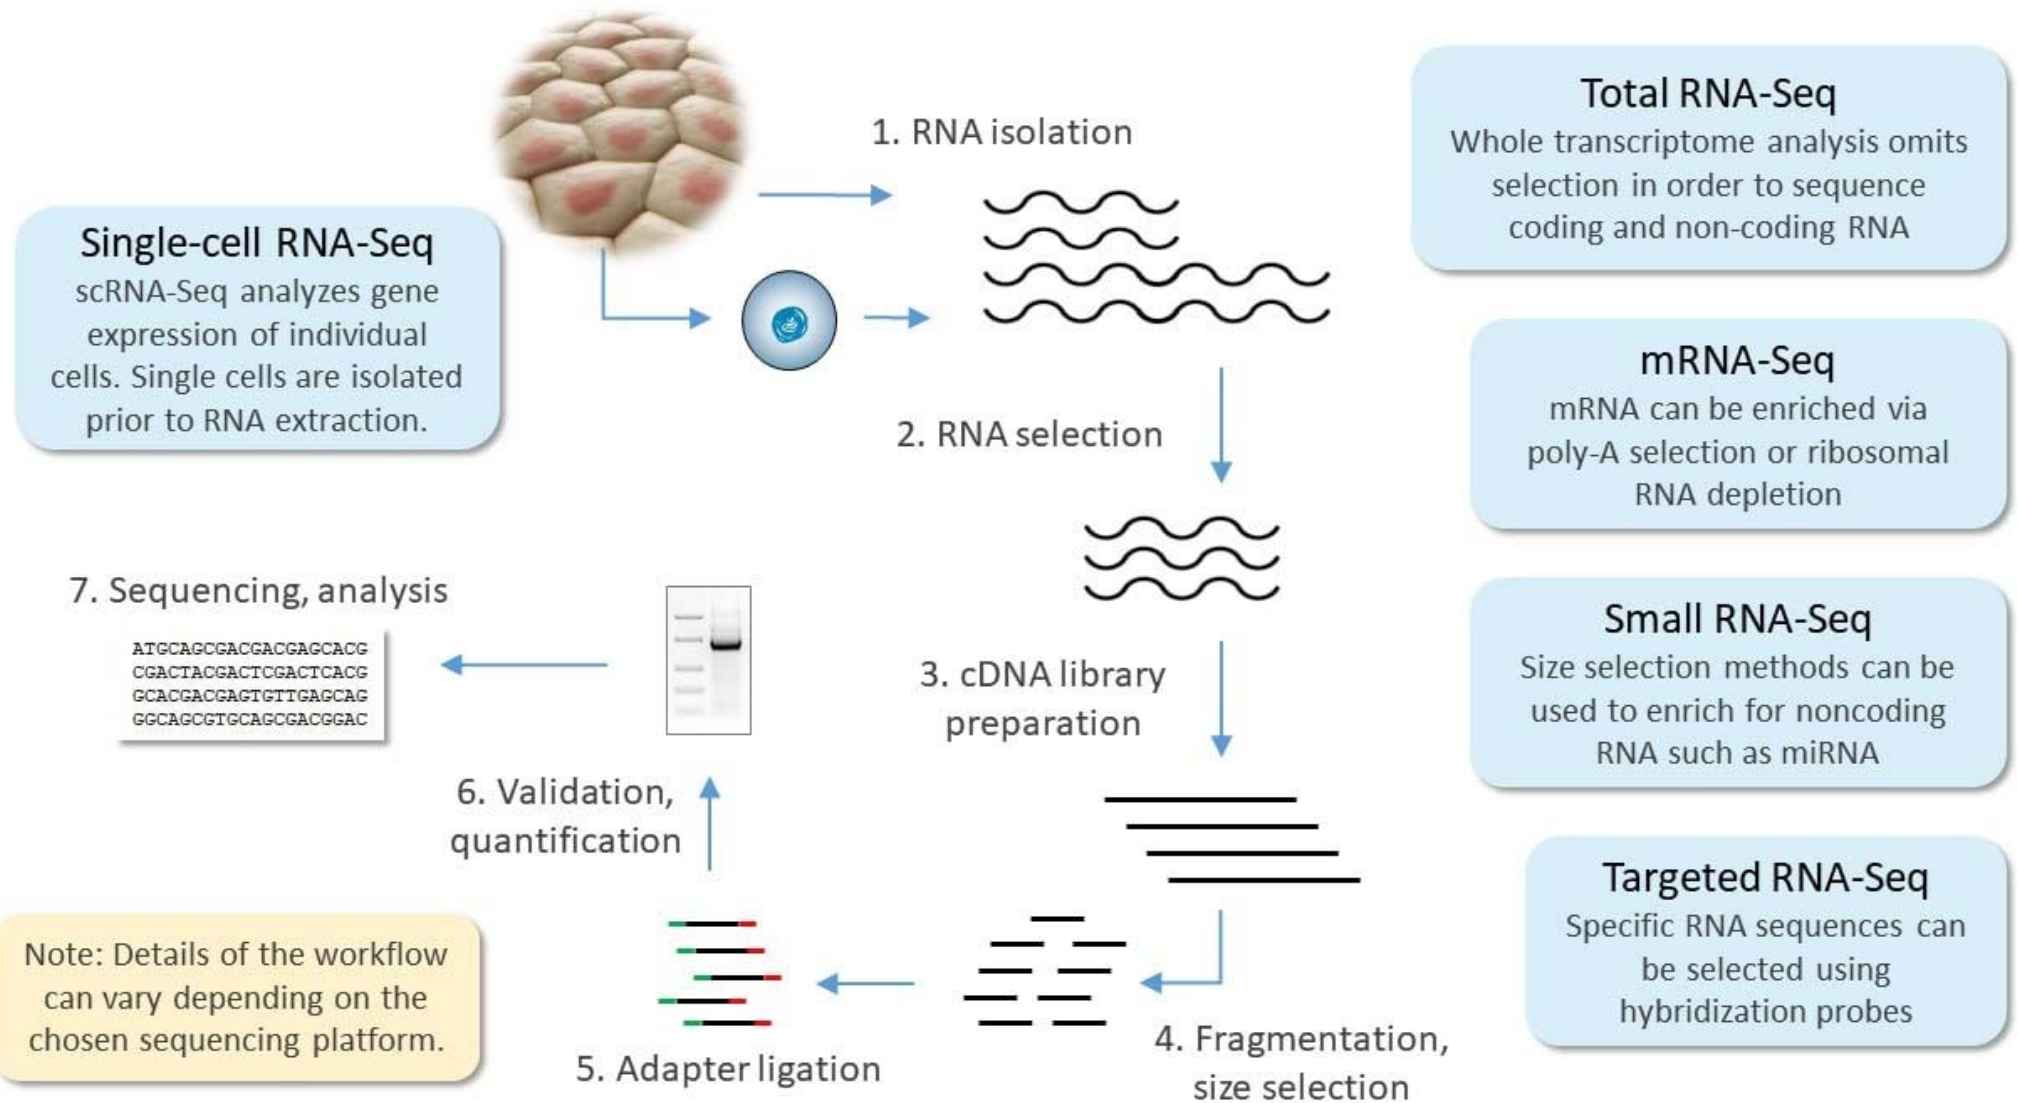 1. RNA isolation
Single-cell RNA-Seq
scRNA-Seq analyzes gene
expression of individual
cells. Single cells are isolated
prior to RNA extraction.
Total RNA-Seq
Whole transcriptome analysis omits
selection in order to sequence
coding and non-coding RNA
2. RNA selection
mRNA-Seq
mRNA can be enriched via
poly-A selection or ribosomal
RNA depletion
3. cDNA library
preparation
Small RNA-Seq
Size selection methods can be
used to enrich for noncoding
RNA such as miRNA
4. Fragmentation,
size selection
Targeted RNA-Seq
Specific RNA sequences can
be selected using
hybridization probes
5. Adapter ligation
6. Validation,
quantification
7. Sequencing, analysis
ATGCAGCGACGACGAGCACG
CGACTACGACTCGACTCACG
GCACGACGAGTGTTGAGCAG
GGCAGCGTGCAGCGACGGAC
Note: Details of the workflow
can vary depending on the
chosen sequencing platform.